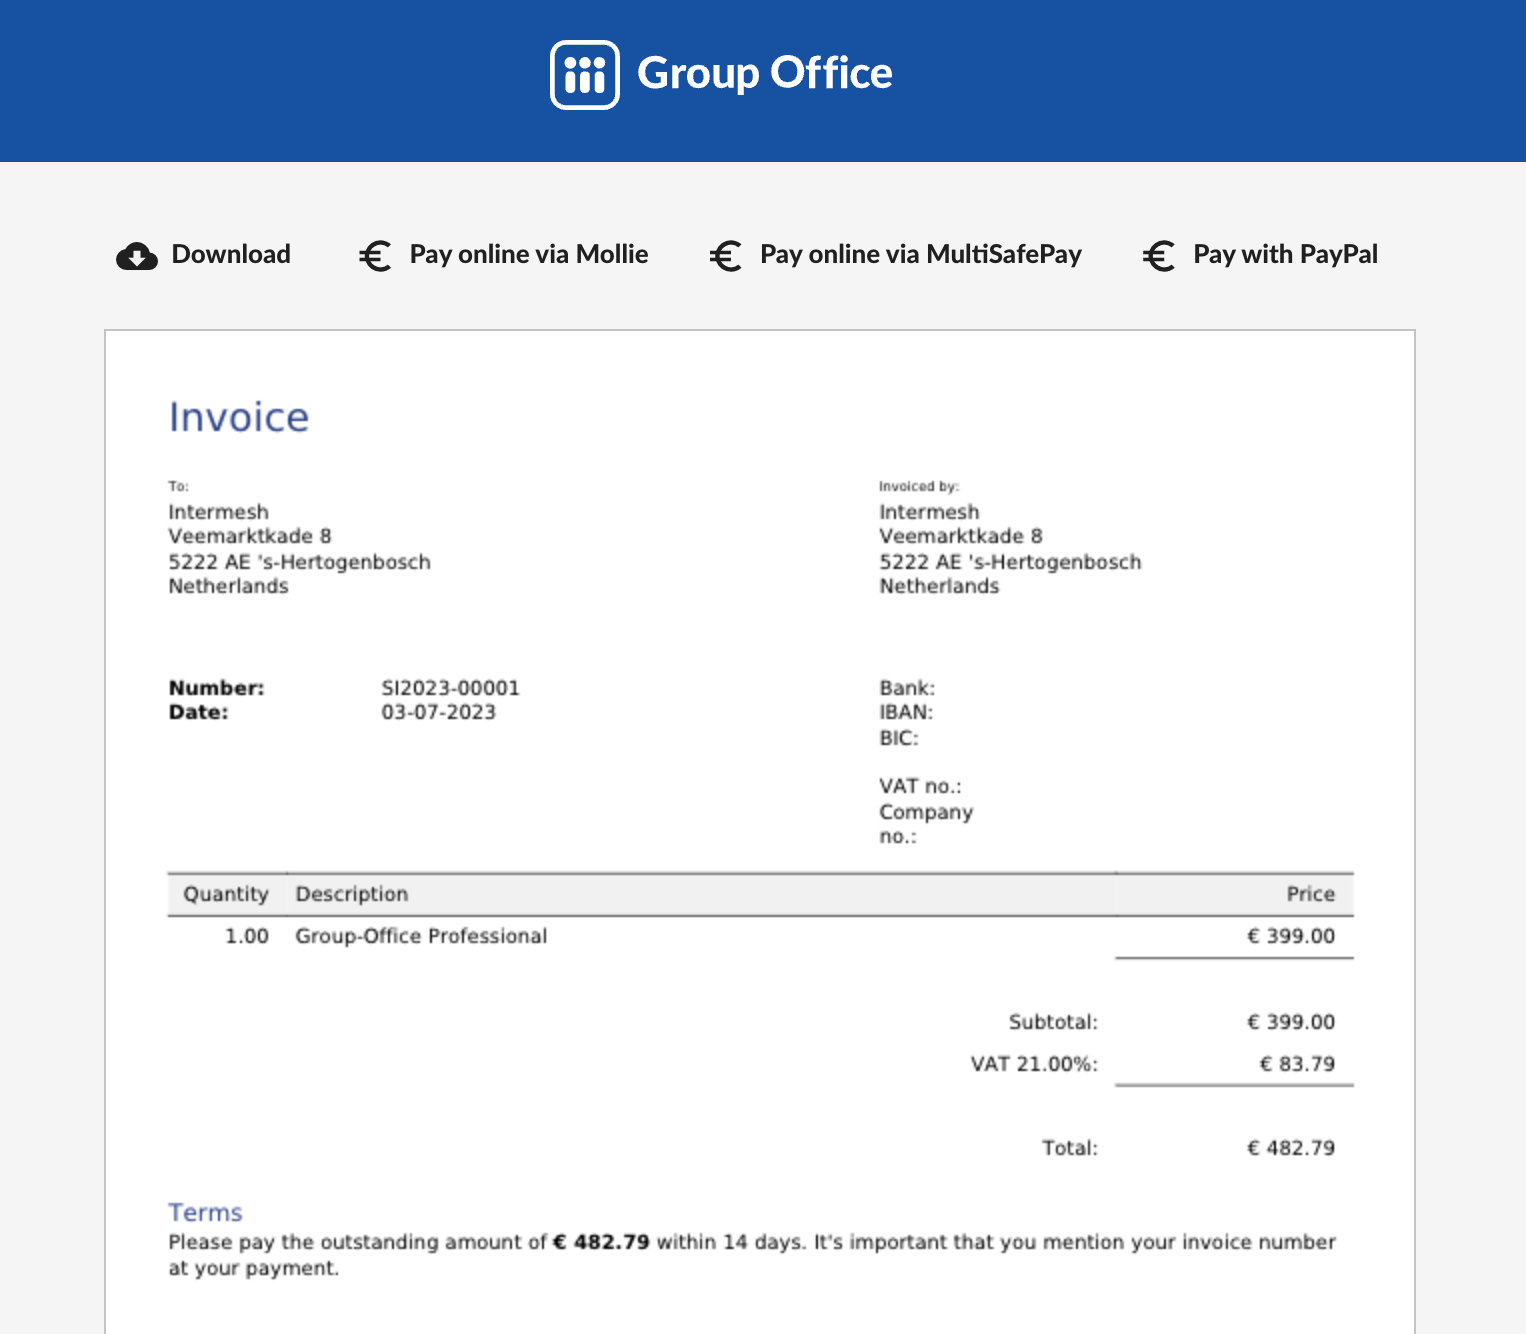 Group Office
Download
Pay online via Mollie
Pay online via MultiSafePay
Pay with PayPal
Invoice
To:
Intermesh
Veemarktkade 8
5222 AE 's-Hertogenbosch
Netherlands
Invoiced by:
Intermesh
Veemarktkade 8
5222 AE 's-Hertogenbosch
Netherlands
Number: SI2023-00001
Date: 03-07-2023
Bank:
IBAN:
BIC:
VAT no.:
Company
no.:
Quantity Description Price
1.00 Group-Office Professional € 399.00
Subtotal: € 399.00
VAT 21.00%: € 83.79
Total: € 482.79
Terms
Please pay the outstanding amount of € 482.79 within 14 days. It's important that you mention your invoice number
at your payment.